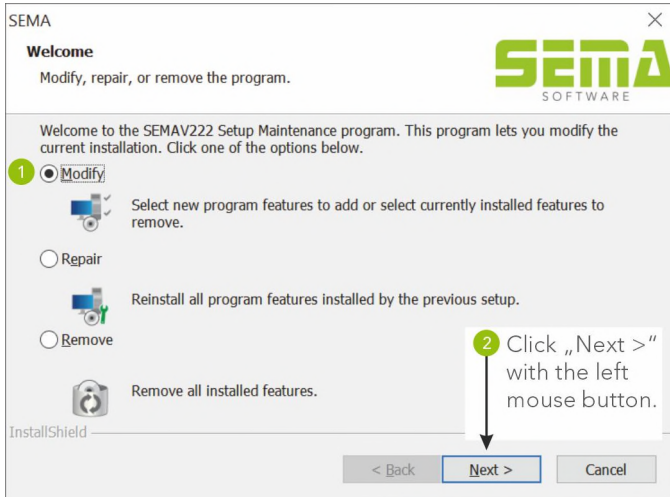 SEMA
Welcome
Modify, repair, or remove the program.
SEMA
SOFTWARE
Welcome to the SEMAV222 Setup Maintenance program. This program lets you modify the
current installation. Click one of the options below.
1 Modify
Select new program features to add or select currently installed features to
remove.
Repair
Reinstall all program features installed by the previous setup.
Remove
Remove all installed features.
2 Click „Next >“
with the left
mouse button.
InstallShield
< Back
Next >
Cancel